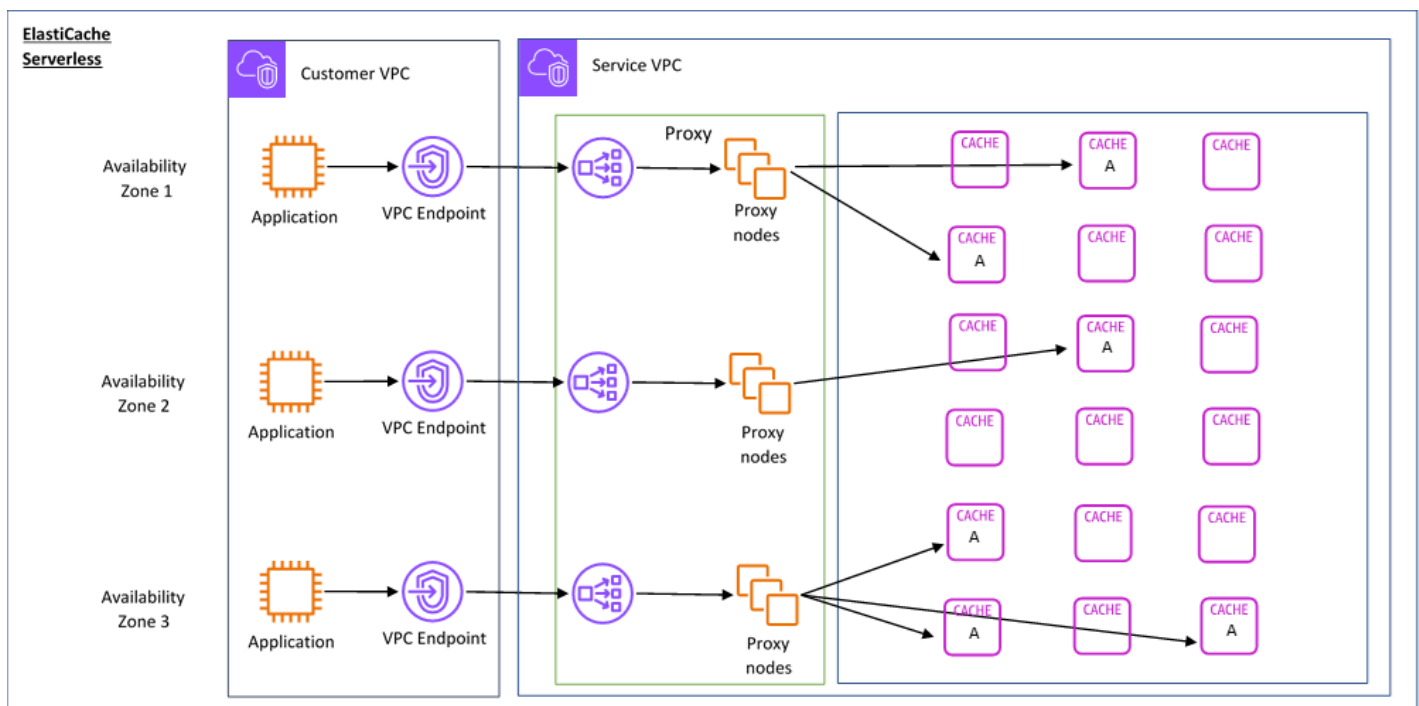 ElastiCache
Serverless
Customer VPC
Service VPC
Availability
Zone 1
Application
VPC Endpoint
Proxy
Proxy
nodes
CACHE
CACHE
A
CACHE
CACHE
A
CACHE
CACHE
Availability
Zone 2
Application
VPC Endpoint
Proxy
nodes
CACHE
CACHE
A
CACHE
CACHE
CACHE
CACHE
Availability
Zone 3
Application
VPC Endpoint
Proxy
nodes
CACHE
A
CACHE
CACHE
CACHE
A
CACHE
CACHE
A